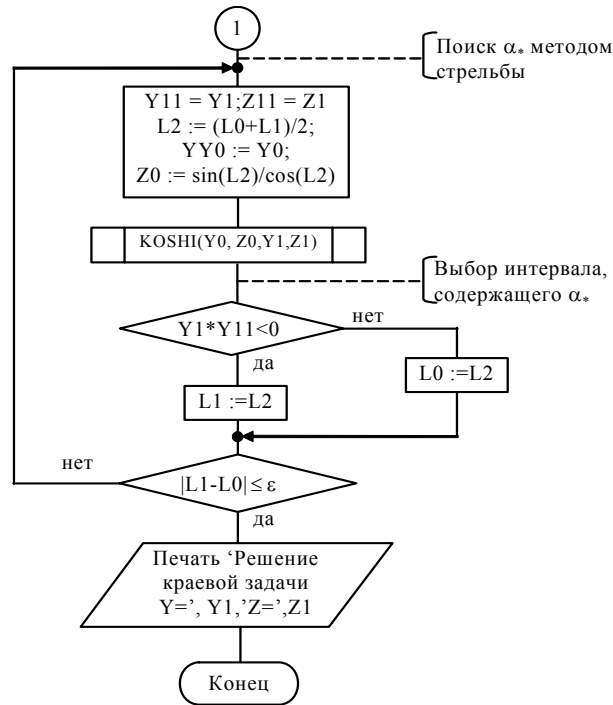 1
Поиск α* методом
стрельбы
Y11 = Y1;Z11 = Z1
L2 := (L0+L1)/2;
YY0 := Y0;
Z0 := sin(L2)/cos(L2)
KOSHI(Y0, Z0,Y1,Z1)
Выбор интервала,
содержащего α*
Y1*Y11<0
нет
да
L0 :=L2
L1 :=L2
нет
|L1-L0| ≤ ε
да
Печать ‘Решение
краевой задачи
Y=’, Y1,’Z=’,Z1
Конец